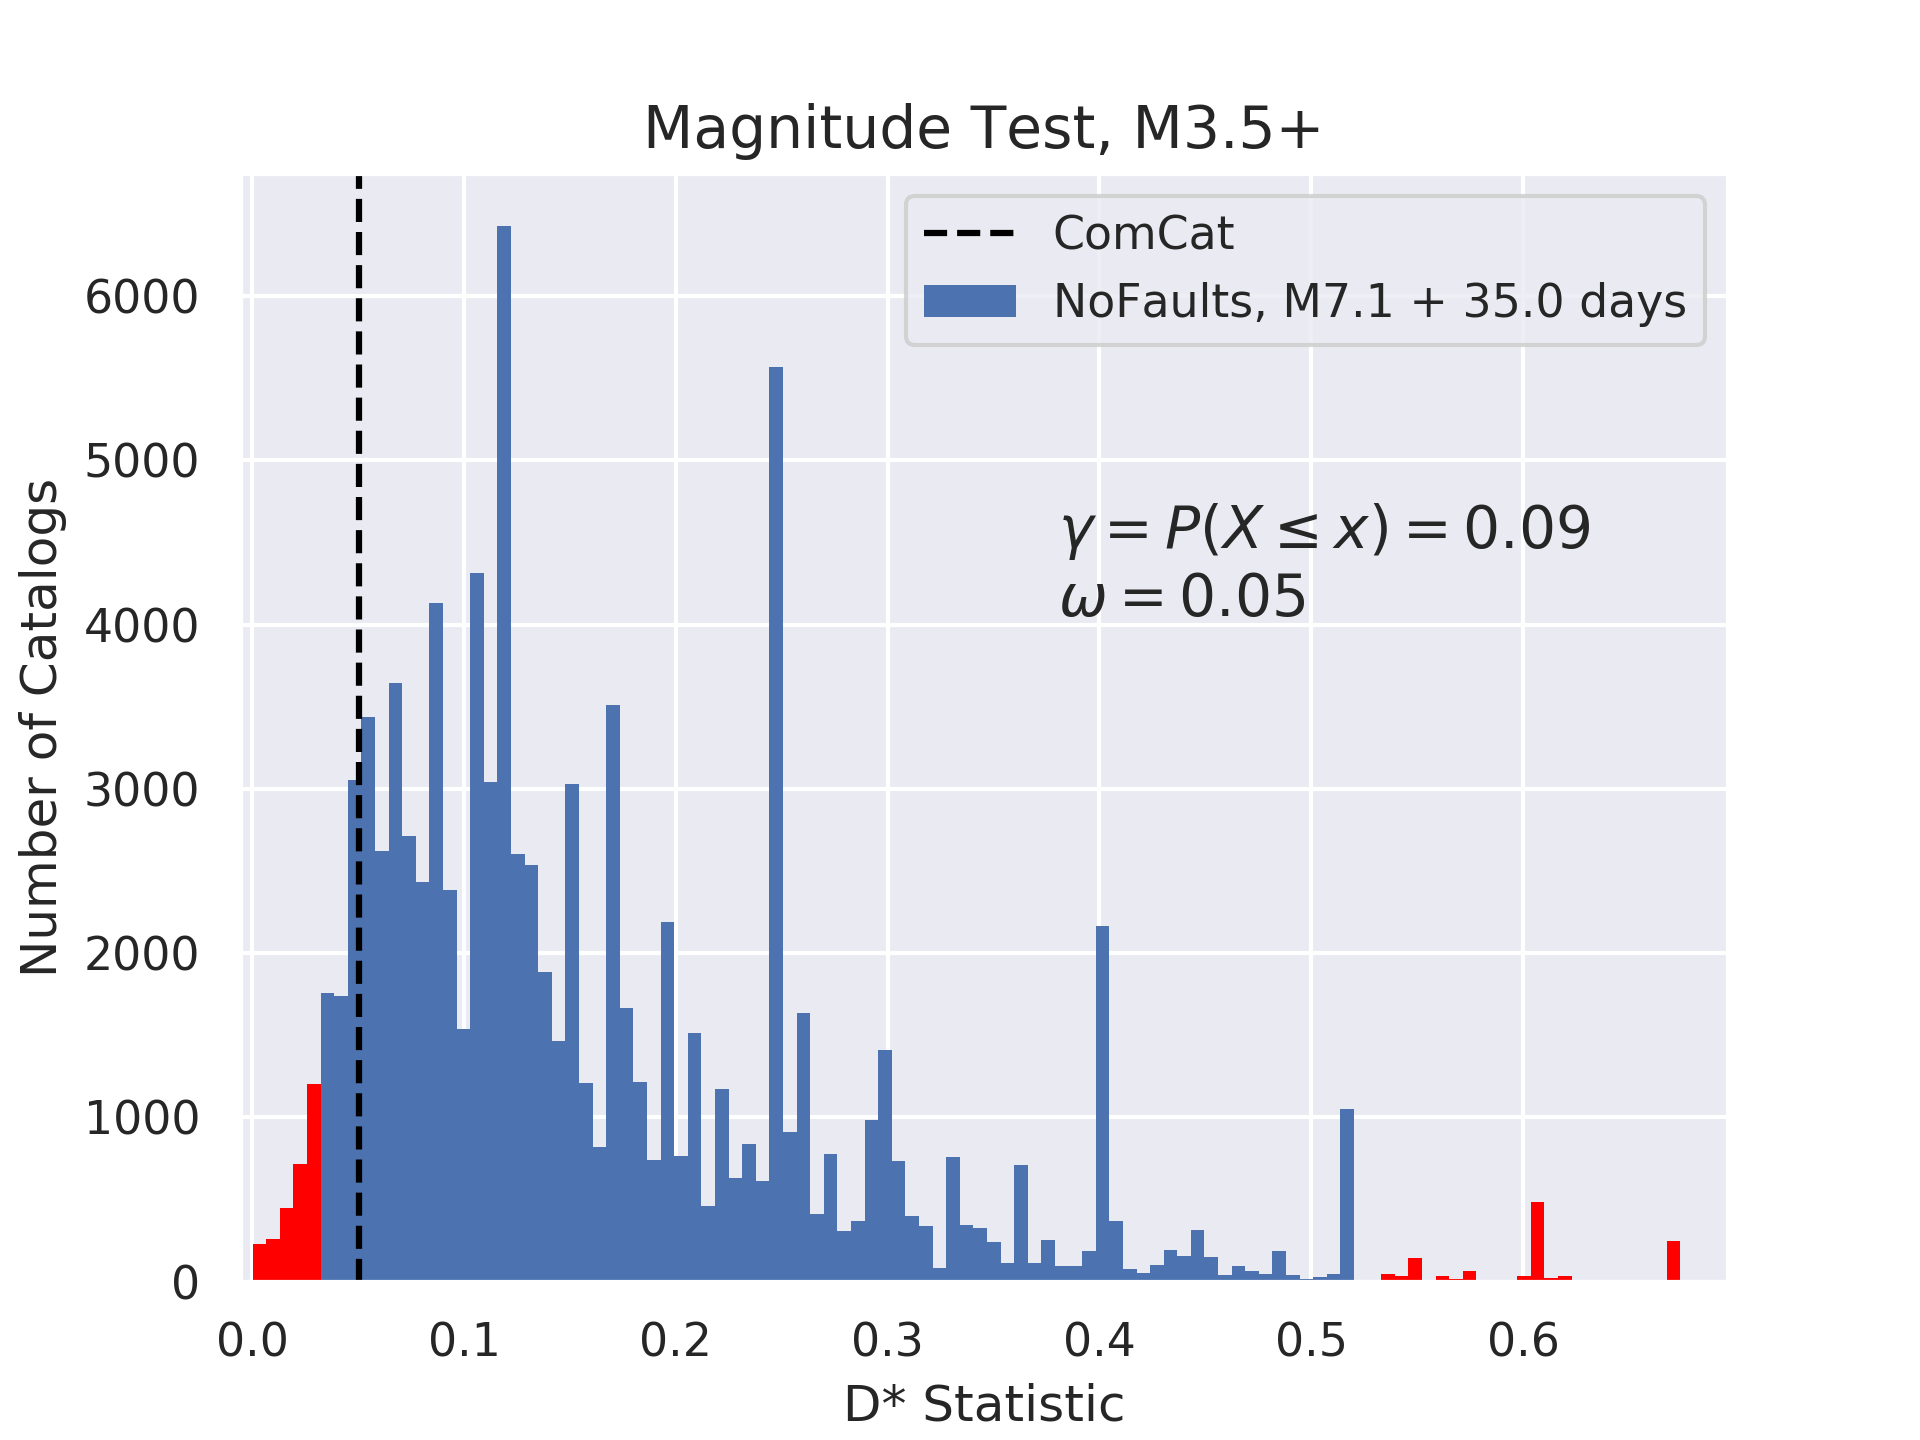 Magnitude Test, M3.5+
ComCat
NoFaults, M7.1 + 35.0 days
γ = P(X ≤ x) = 0.09
ω = 0.05
Number of Catalogs
6000
5000
4000
3000
2000
1000
0
0.0 0.1 0.2 0.3 0.4 0.5 0.6
D* Statistic